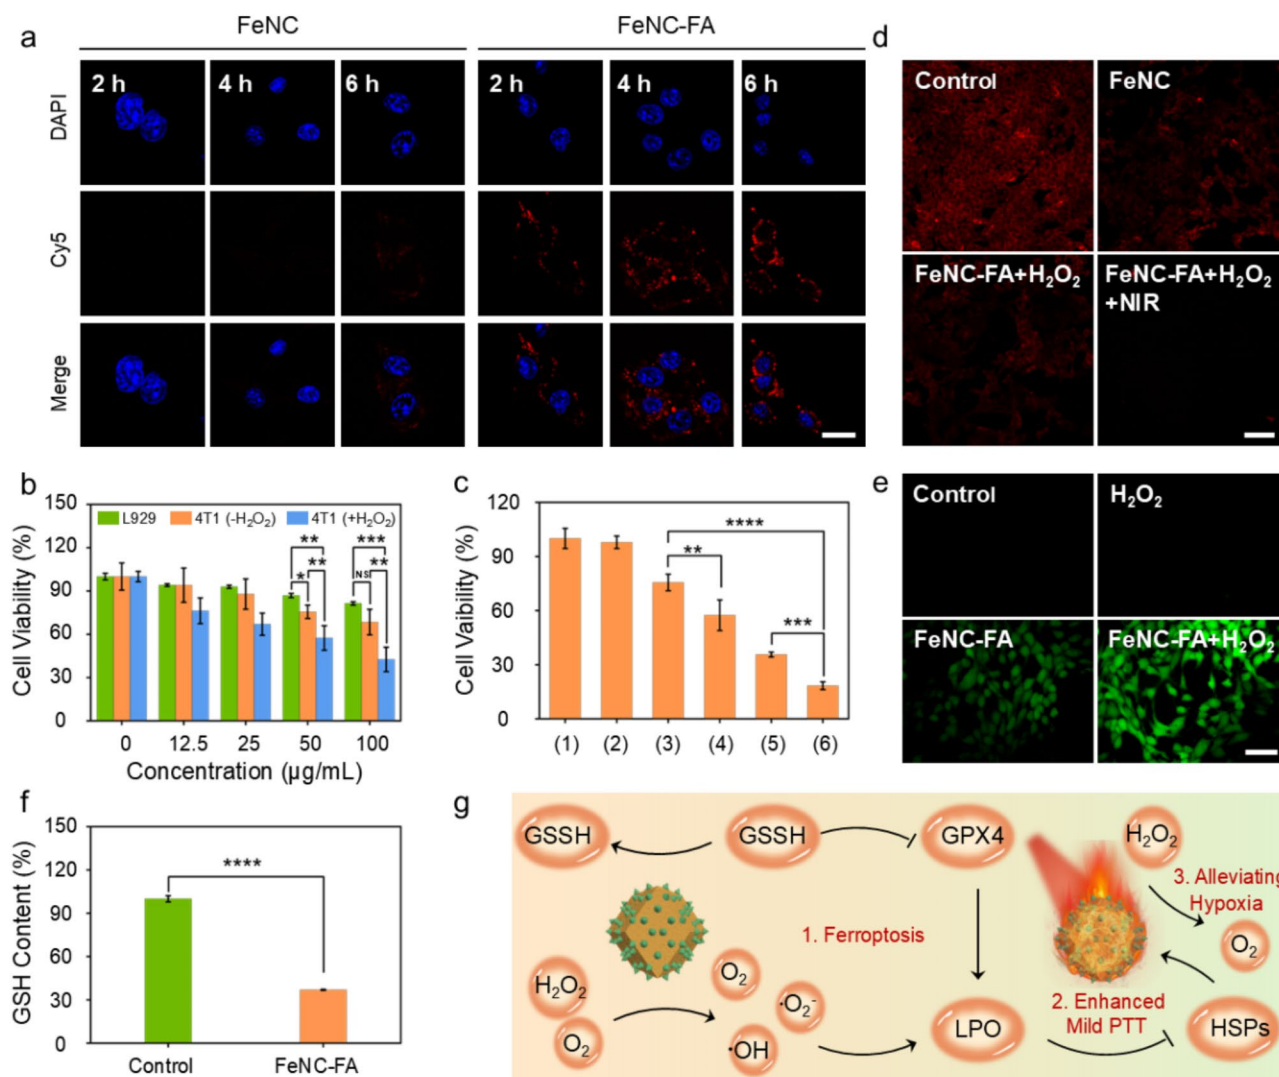 a
FeNC
FeNC-FA
2 h
4 h
6 h
2 h
4 h
6 h
DAPI
Cy5
Merge
d
Control
FeNC
FeNC-FA+H₂O₂
FeNC-FA+H₂O₂
+NIR
b
Cell Viability (%)
150
120
90
60
30
0
L929
4T1 (-H₂O₂)
4T1 (+H₂O₂)
**
*
**
***
NS
**
0
12.5
25
50
100
Concentration (µg/mL)
c
Cell Vaibility (%)
120
90
60
30
0
****
**
***
(1)
(2)
(3)
(4)
(5)
(6)
e
Control
H₂O₂
FeNC-FA
FeNC-FA+H₂O₂
f
GSH Content (%)
150
120
90
60
30
0
****
Control
FeNC-FA
g
GSSH
GSSH
GPX4
H₂O₂
3. Alleviating
Hypoxia
O₂
1. Ferroptosis
H₂O₂
O₂
O₂
·O₂⁻
·OH
LPO
2. Enhanced
Mild PTT
HSPs